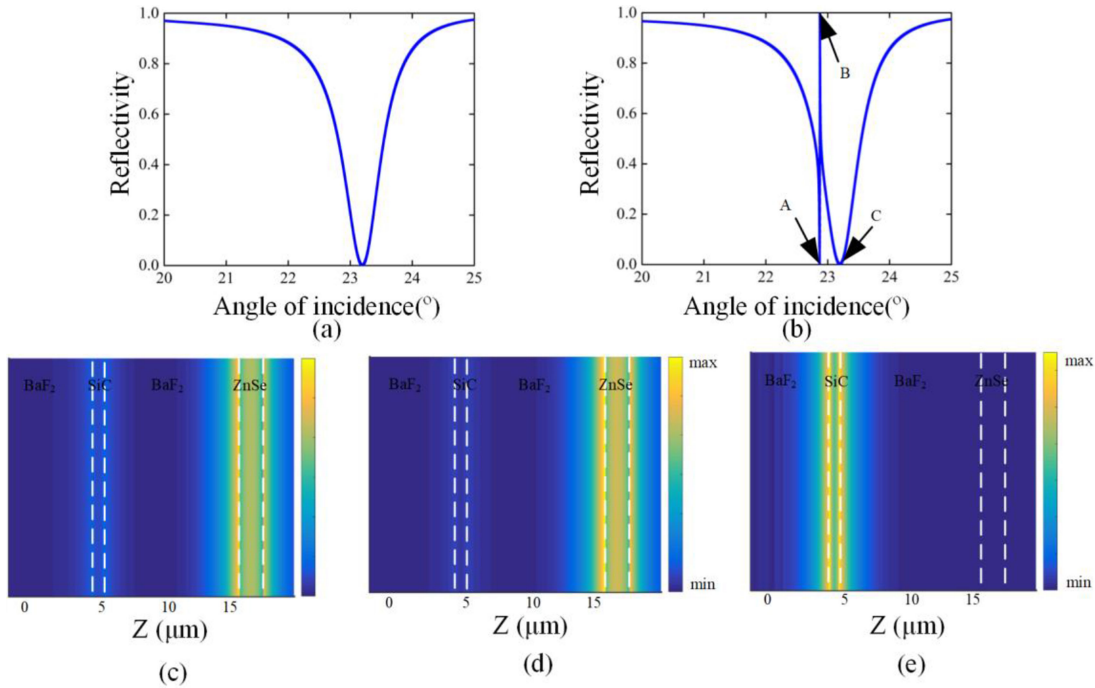 1.0
0.8
0.6
0.4
0.2
0.0
Reflectivity
20 21 22 23 24 25
Angle of incidence(°)
(a)
1.0
0.8
0.6
0.4
0.2
0.0
Reflectivity
B
A
C
20 21 22 23 24 25
Angle of incidence(°)
(b)
BaF2 SiC BaF2 ZnSe
0 5 10 15
Z (μm)
(c)
BaF2 SiC BaF2 ZnSe
max
min
0 5 10 15
Z (μm)
(d)
BaF2 SiC BaF2 ZnSe
max
min
0 5 10 15
Z (μm)
(e)